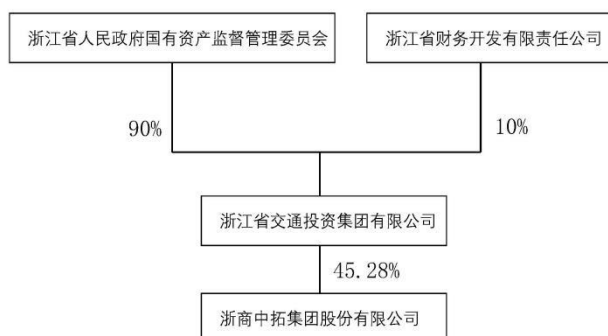 浙江省人民政府国有资产监督管理委员会
浙江省财务开发有限责任公司
90%
10%
浙江省交通投资集团有限公司
45.28%
浙商中拓集团股份有限公司